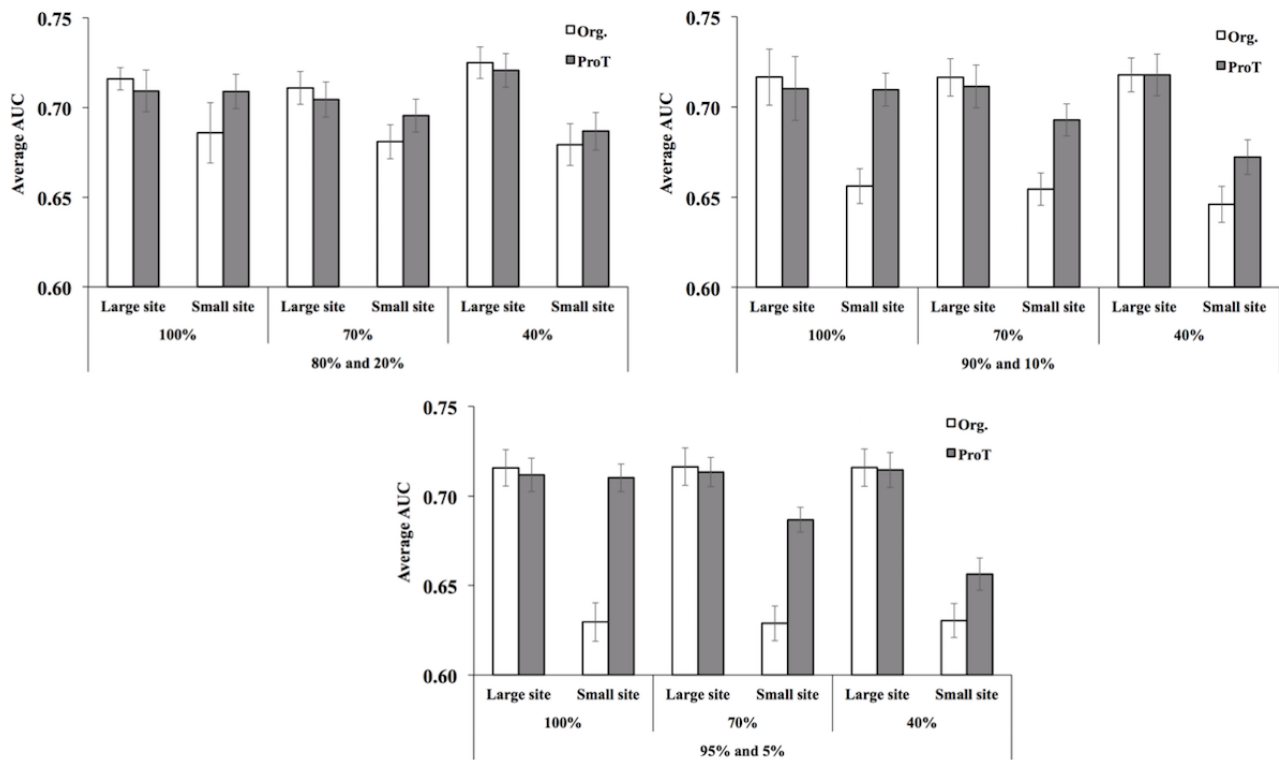 0.75
0.70
0.65
0.60
Average AUC
Org.
ProT
Large site Small site Large site Small site Large site Small site
100% 70% 40%
80% and 20%
0.75
0.70
0.65
0.60
Average AUC
Org.
ProT
Large site Small site Large site Small site Large site Small site
100% 70% 40%
90% and 10%
0.75
0.70
0.65
0.60
Average AUC
Org.
ProT
Large site Small site Large site Small site Large site Small site
100% 70% 40%
95% and 5%